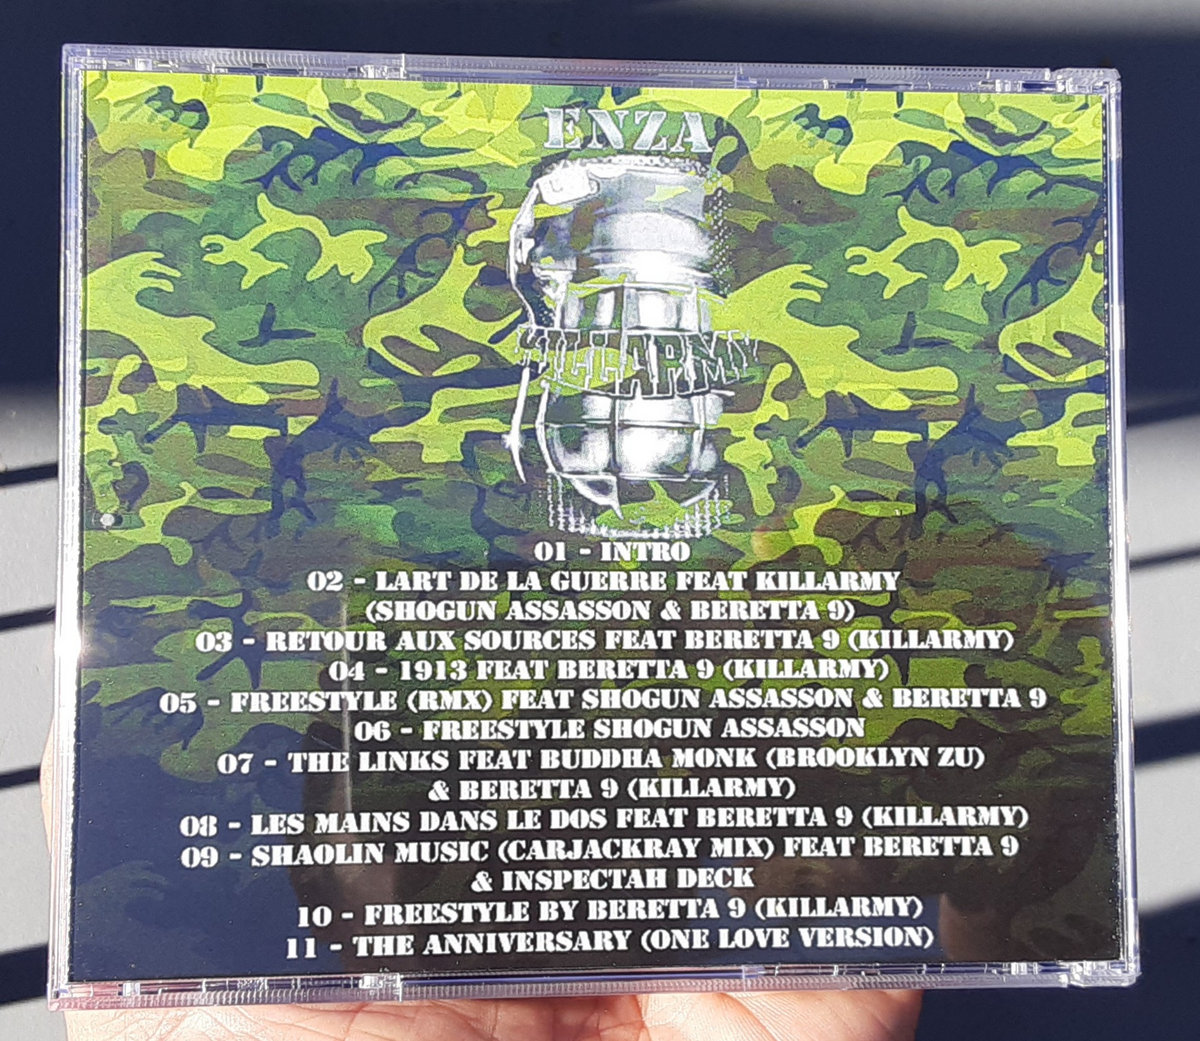 ENZA
KILLARMY
01 - INTRO
02 - LART DE LA GUERRE FEAT KILLARMY
(SHOGUN ASSASSON & BERETTA 9)
03 - RETOUR AUX SOURCES FEAT BERETTA 9 (KILLARMY)
04 - 1913 FEAT BERETTA 9 (KILLARMY)
05 - FREESTYLE (RMX) FEAT SHOGUN ASSASSON & BERETTA 9
06 - FREESTYLE SHOGUN ASSASSON
07 - THE LINKS FEAT BUDDHA MONK (BROOKLYN ZU)
& BERETTA 9 (KILLARMY)
08 - LES MAINS DANS LE DOS FEAT BERETTA 9 (KILLARMY)
09 - SHAOLIN MUSIC (CARJACKRAY MIX) FEAT BERETTA 9
& INSPECTAH DECK
10 - FREESTYLE BY BERETTA 9 (KILLARMY)
11 - THE ANNIVERSARY (ONE LOVE VERSION)